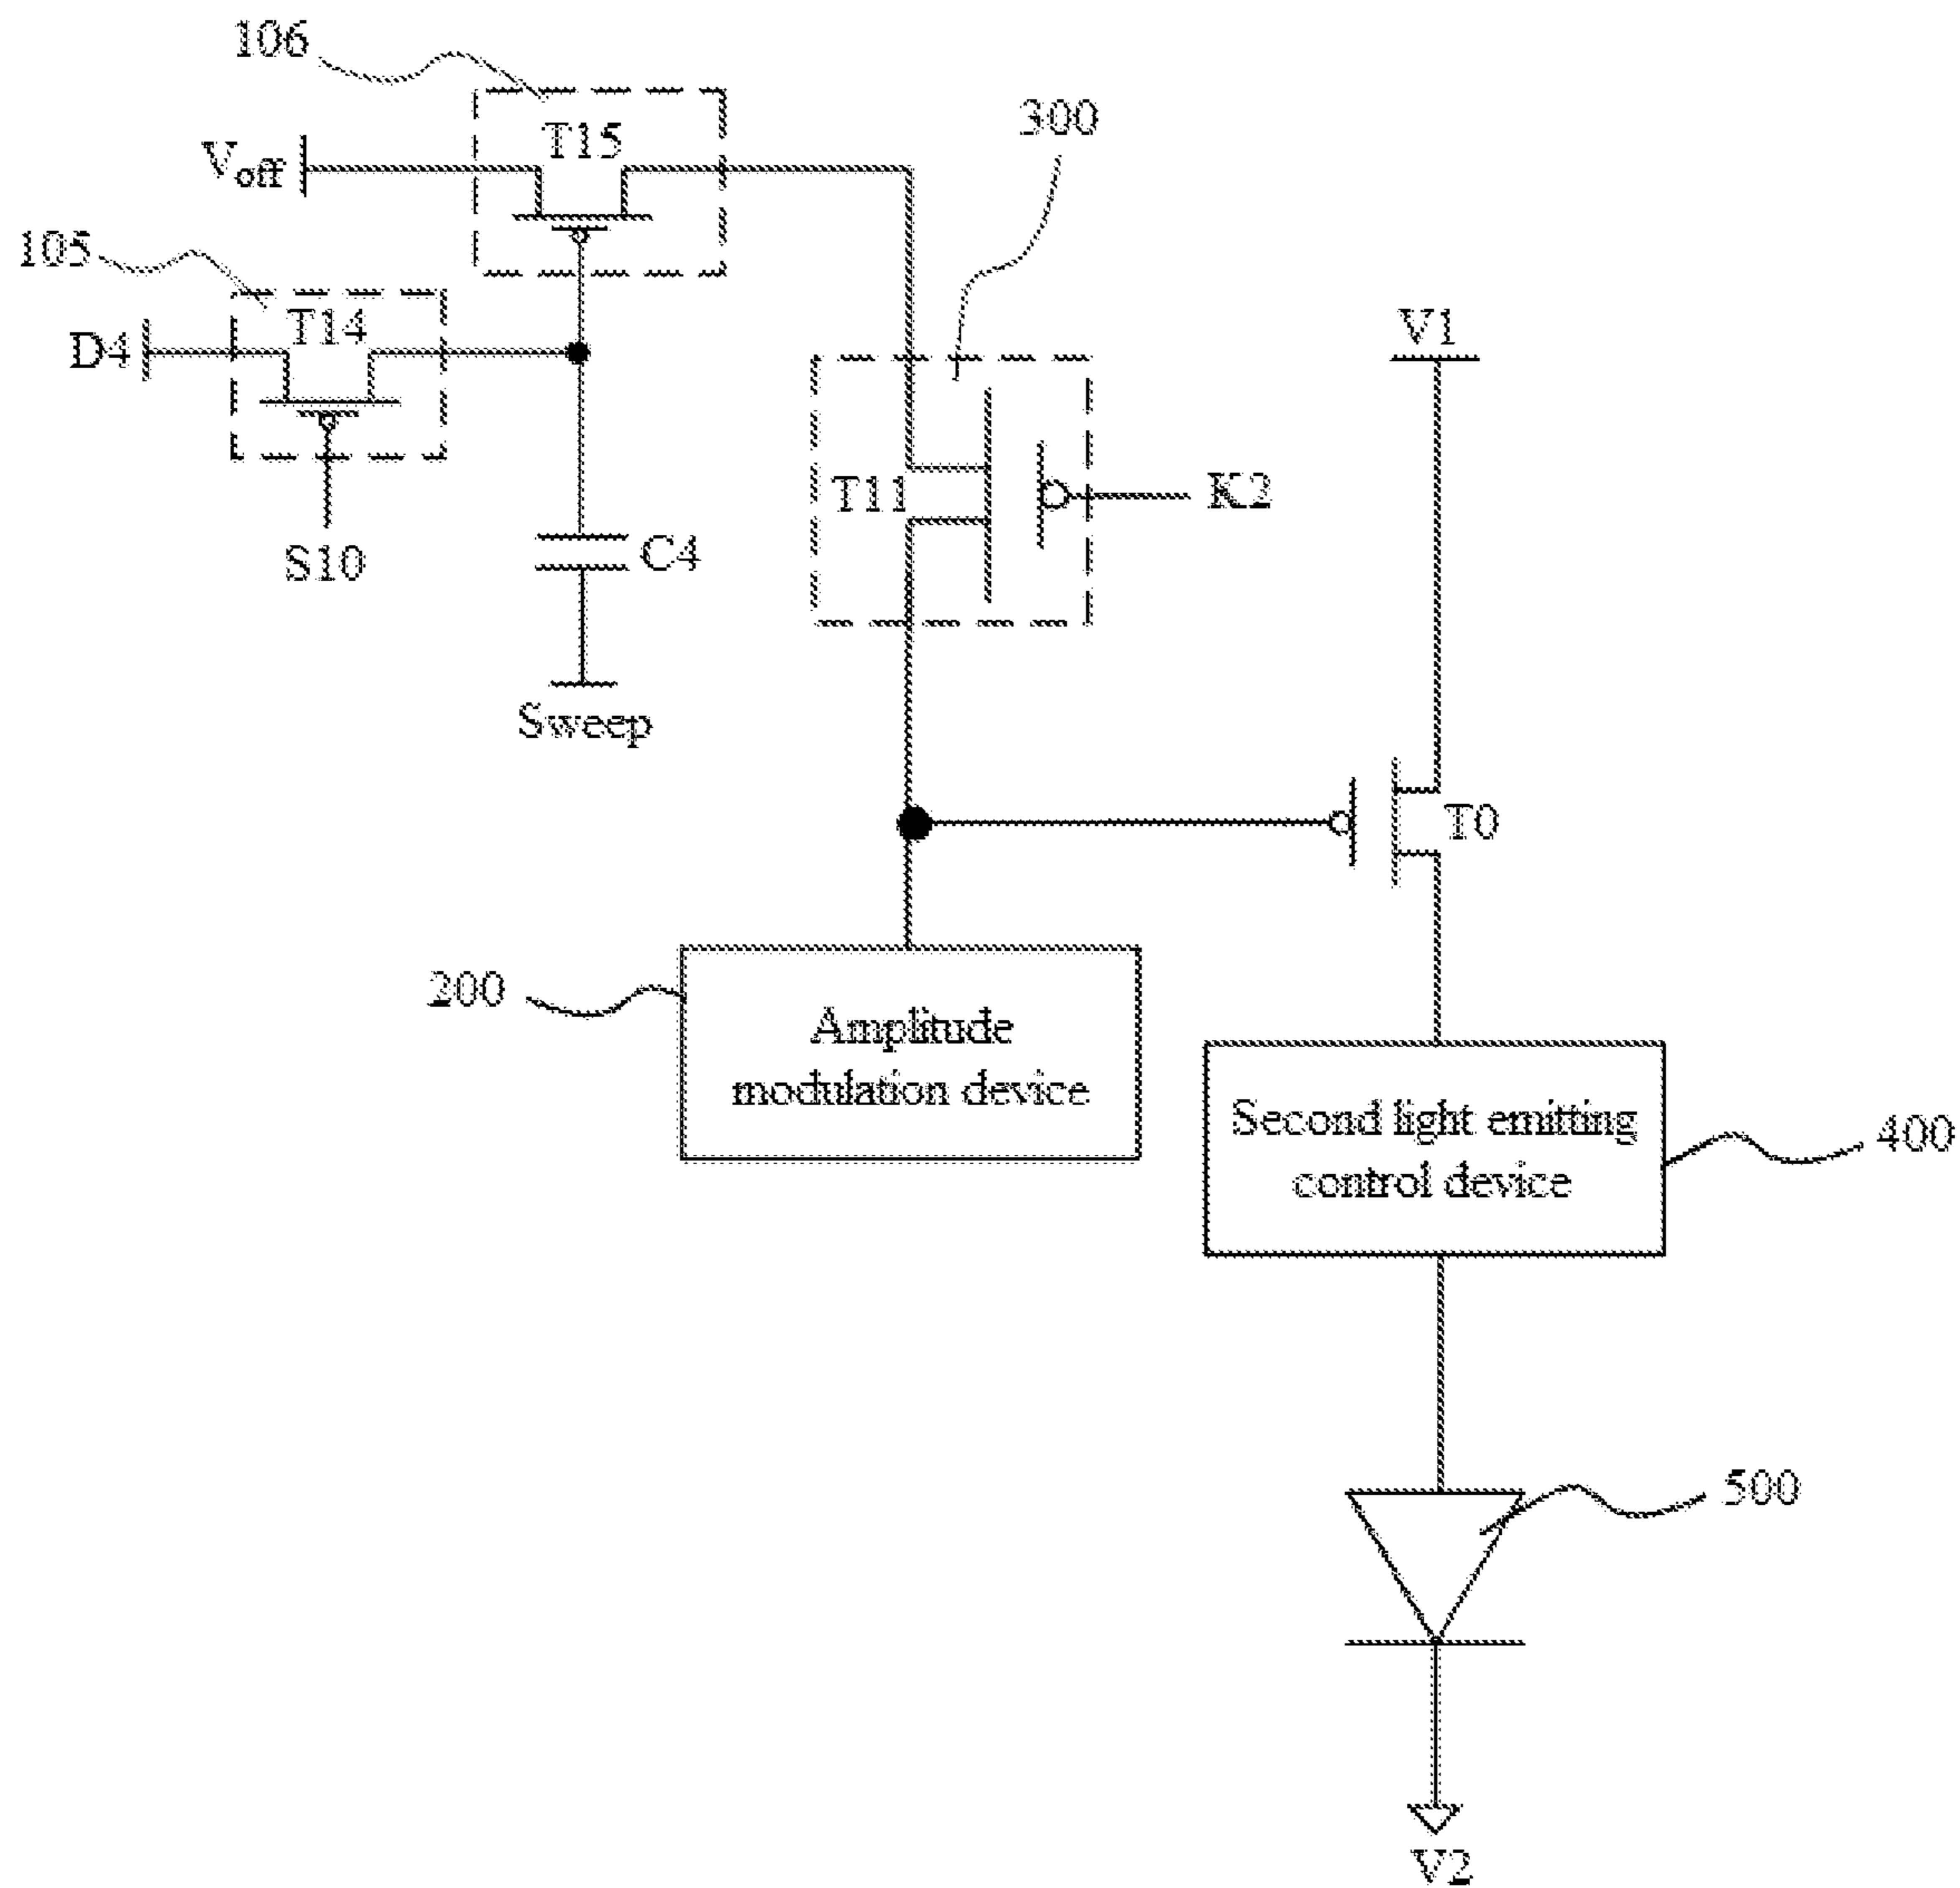 106
T15
300
Voff
105
T14
D4
V1
T11
K2
S10
C4
Sweep
T0
200
Amplitude
modulation device
Second light emitting
control device
400
500
V2